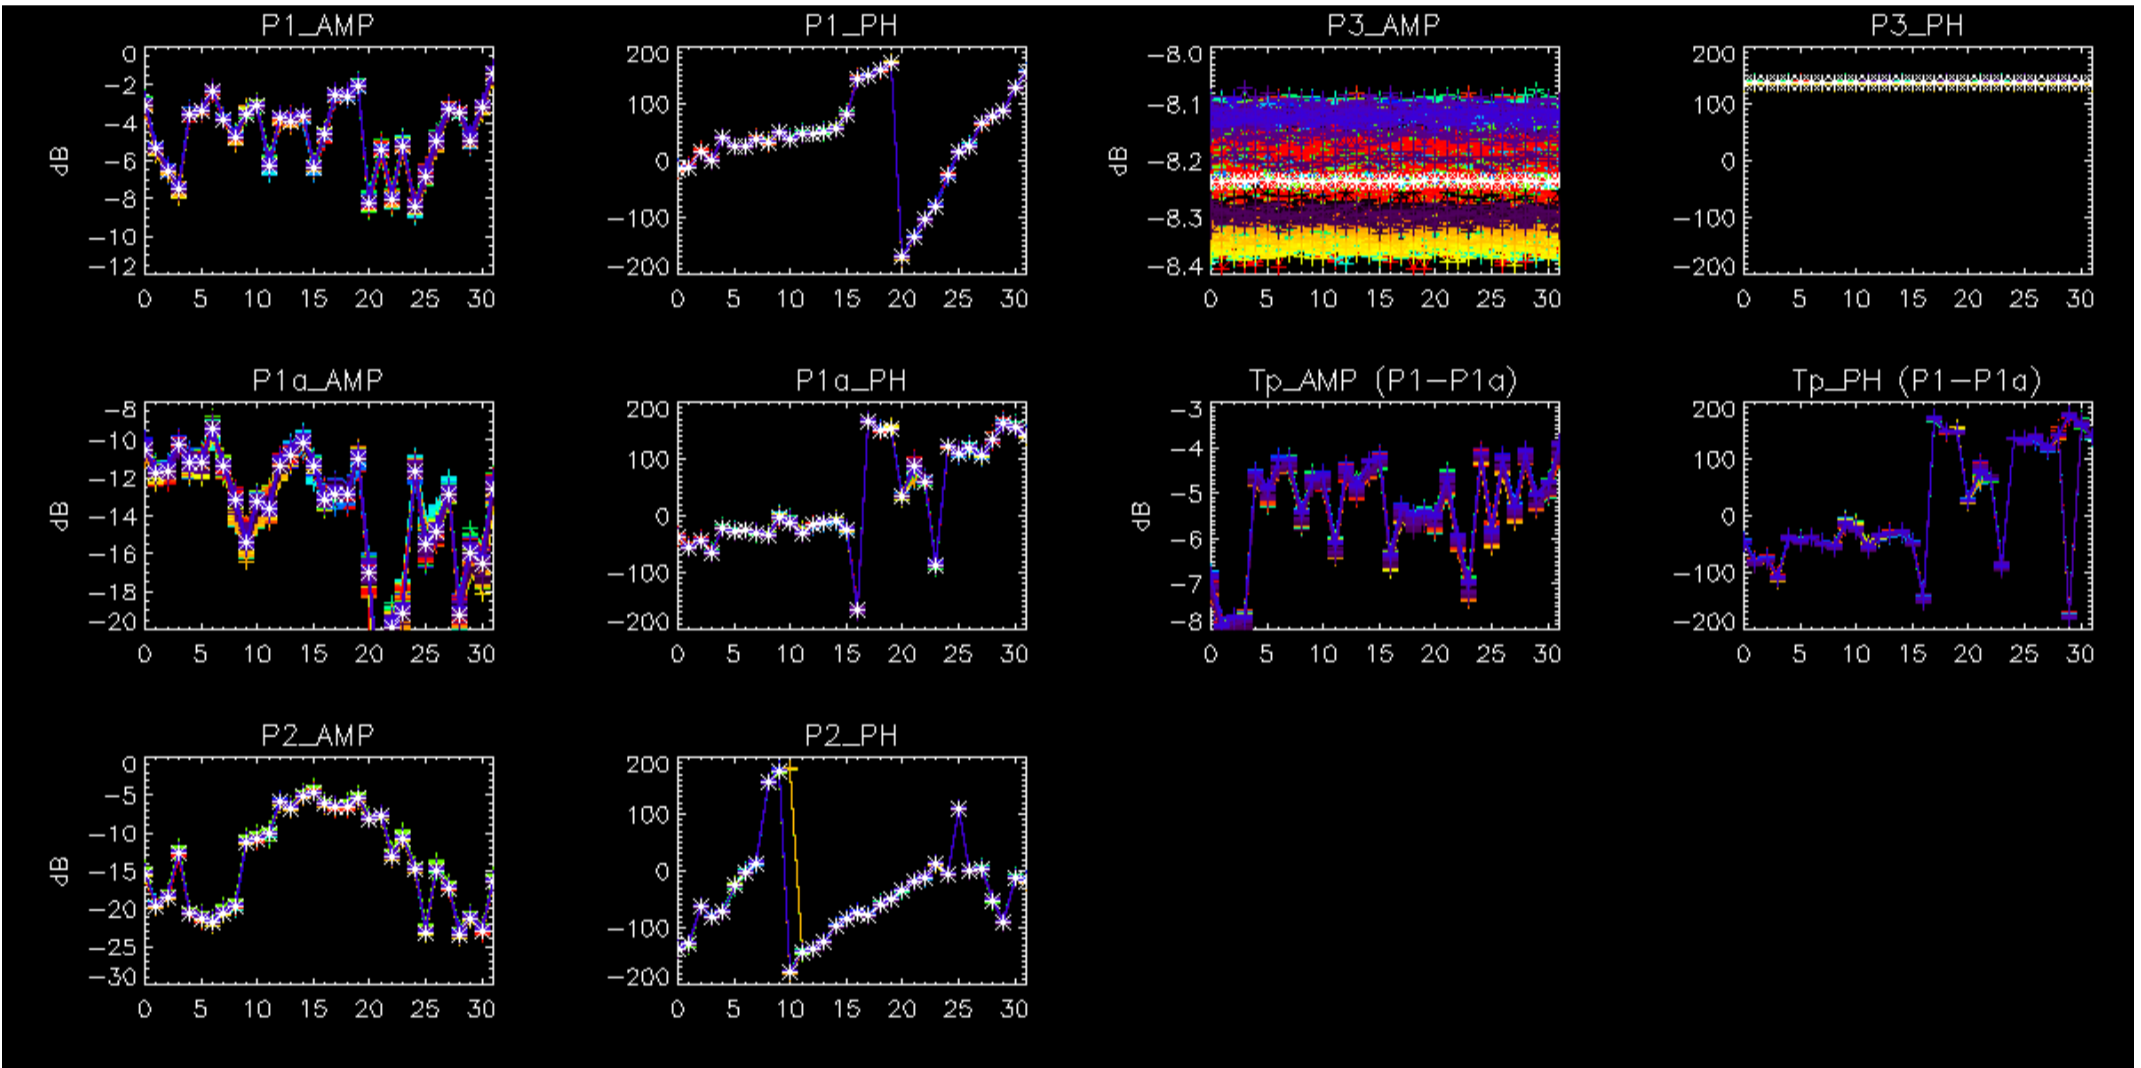 P1_AMP
P1_PH
P3_AMP
P3_PH
dB
0
-2
-4
-6
-8
-10
-12
0 5 10 15 20 25 30
200
100
0
-100
-200
0 5 10 15 20 25 30
dB
-8.0
-8.1
-8.2
-8.3
-8.4
0 5 10 15 20 25 30
200
100
0
-100
-200
0 5 10 15 20 25 30
P1a_AMP
P1a_PH
Tp_AMP (P1-P1a)
Tp_PH (P1-P1a)
dB
-8
-10
-12
-14
-16
-18
-20
0 5 10 15 20 25 30
200
100
0
-100
-200
0 5 10 15 20 25 30
dB
-3
-4
-5
-6
-7
-8
0 5 10 15 20 25 30
200
100
0
-100
-200
0 5 10 15 20 25 30
P2_AMP
P2_PH
dB
0
-5
-10
-15
-20
-25
-30
0 5 10 15 20 25 30
200
100
0
-100
-200
0 5 10 15 20 25 30